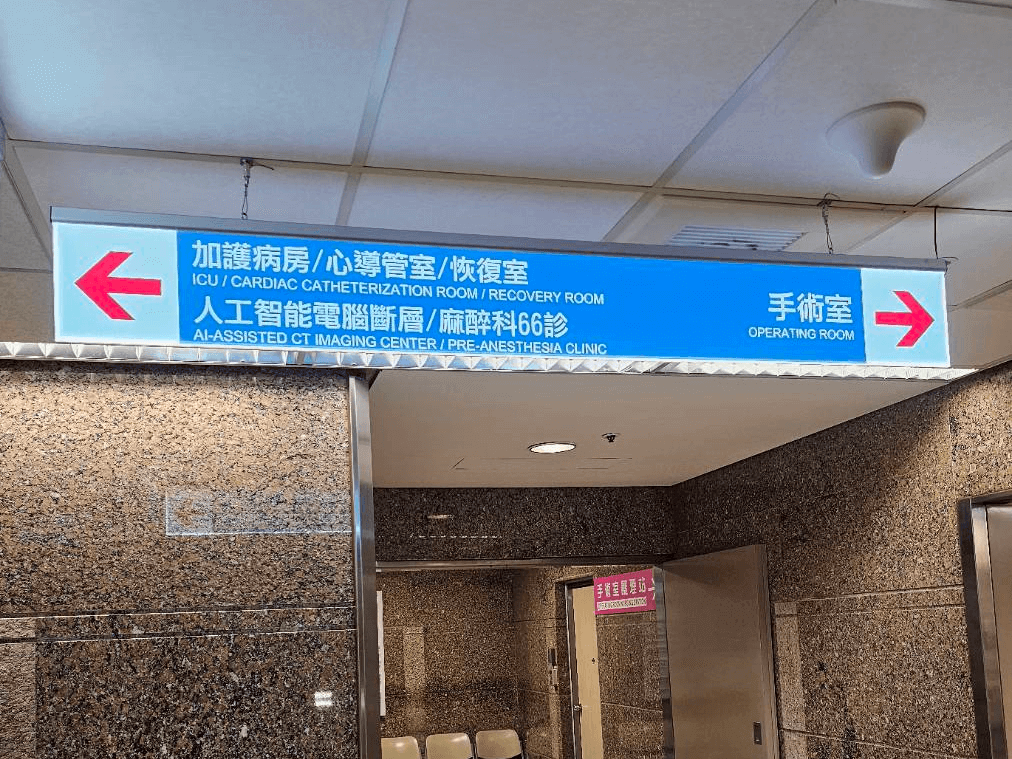 加護病房/心導管室/恢復室
ICU / CARDIAC CATHETERIZATION ROOM / RECOVERY ROOM
人工智能電腦斷層/麻醉科66診
AI-ASSISTED CT IMAGING CENTER / PRE-ANESTHESIA CLINIC
手術室
OPERATING ROOM
手術室護理站